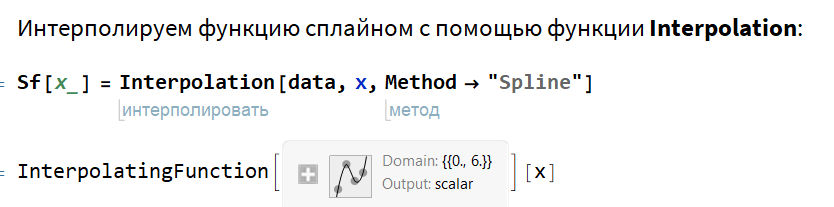 Интерполируем функцию сплайном с помощью функции Interpolation:
= Sf[x_] = Interpolation[data, x, Method → "Spline"]
интерполировать метод
Domain: {{0., 6.}}
= InterpolatingFunction[ ][x]
Output: scalar